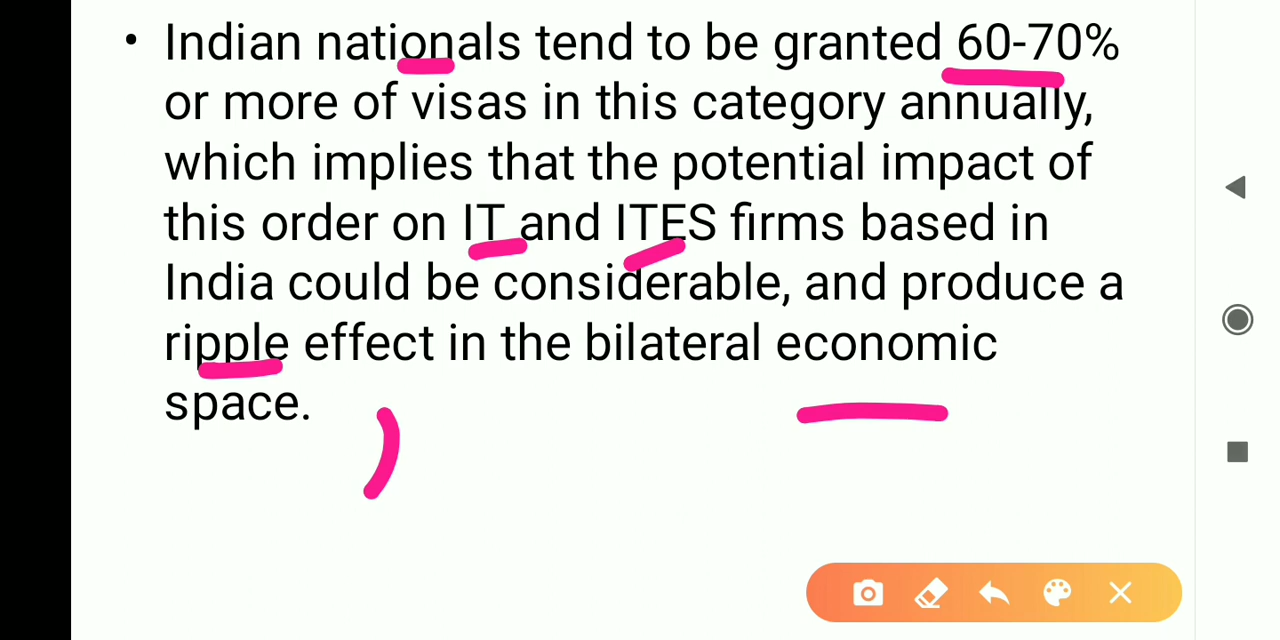 • Indian nationals tend to be granted 60-70%
or more of visas in this category annually,
which implies that the potential impact of
this order on IT and ITES firms based in
India could be considerable, and produce a
ripple effect in the bilateral economic
space.